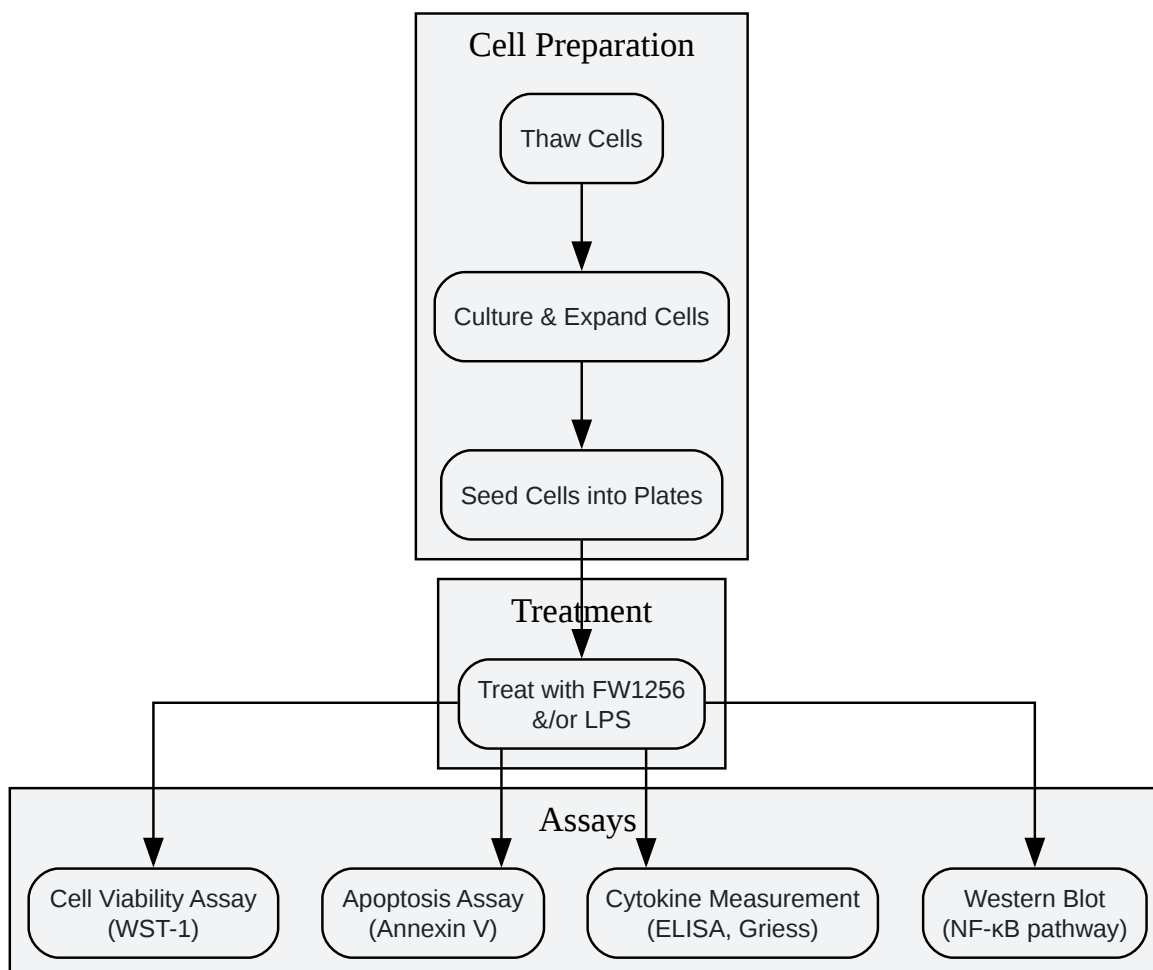 Cell Preparation
Thaw Cells
Culture & Expand Cells
Seed Cells into Plates
Treatment
Treat with FW1256
&/or LPS
Assays
Cell Viability Assay
(WST-1)
Apoptosis Assay
(Annexin V)
Cytokine Measurement
(ELISA, Griess)
Western Blot
(NF-κB pathway)